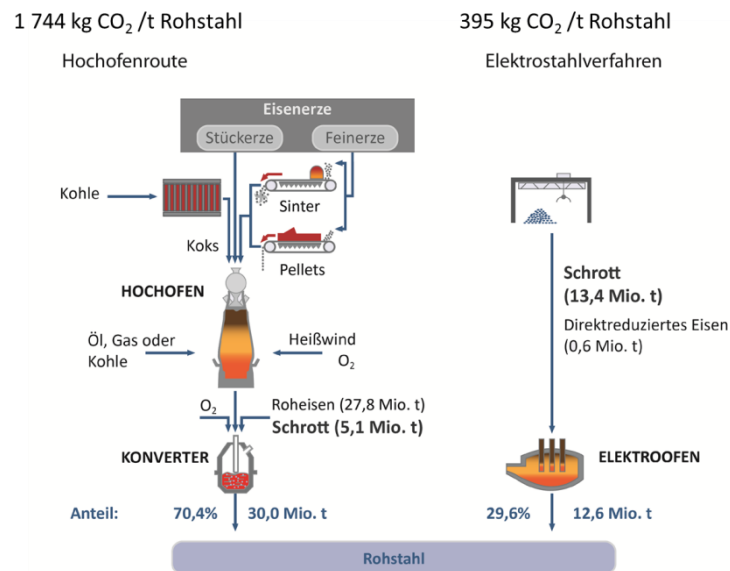 1 744 kg CO₂ /t Rohstahl
Hochofenroute
395 kg CO₂ /t Rohstahl
Elektrostahlverfahren
Eisenerze
Stückerze
Feinerze
Kohle
Sinter
Koks
Pellets
HOCHOFEN
Öl, Gas oder
Kohle
Heißwind
O₂
O₂
Roheisen (27,8 Mio. t)
Schrott (5,1 Mio. t)
KONVERTER
Schrott
(13,4 Mio. t)
Direktreduziertes Eisen
(0,6 Mio. t)
ELEKTROOFEN
Anteil: 70,4% 30,0 Mio. t
29,6% 12,6 Mio. t
Rohstahl